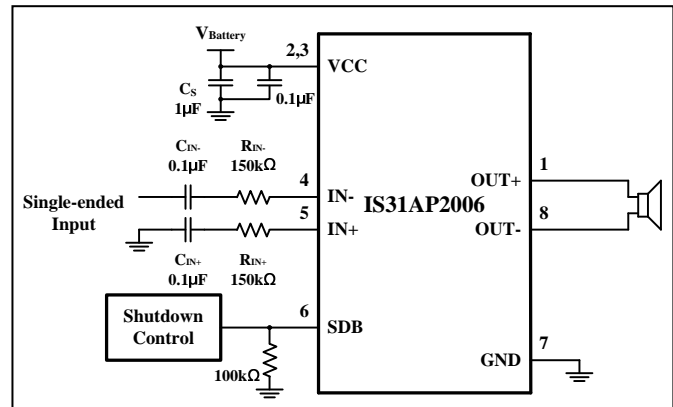 VBattery
2,3
VCC
CS
1µF
0.1µF
CIN-
0.1µF
RIN-
150kΩ
4
IN-
Single-ended
Input
5
IN+
CIN+
0.1µF
RIN+
150kΩ
IS31AP2006
OUT+
1
OUT-
8
Shutdown
Control
6
SDB
100kΩ
GND
7